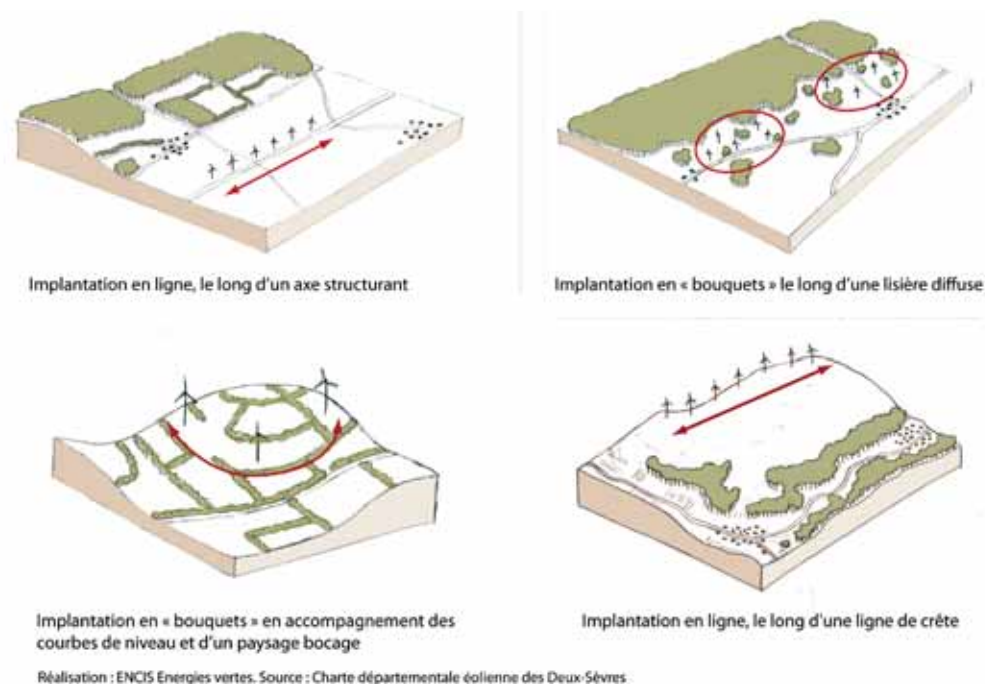 Implantation en ligne, le long d'un axe structurant
Implantation en « bouquets » le long d'une lisière diffuse
Implantation en « bouquets » en accompagnement des
courbes de niveau et d'un paysage bocage
Implantation en ligne, le long d'une ligne de crête
Réalisation : ENCIS Energies vertes. Source : Charte départementale éolienne des Deux-Sèvres